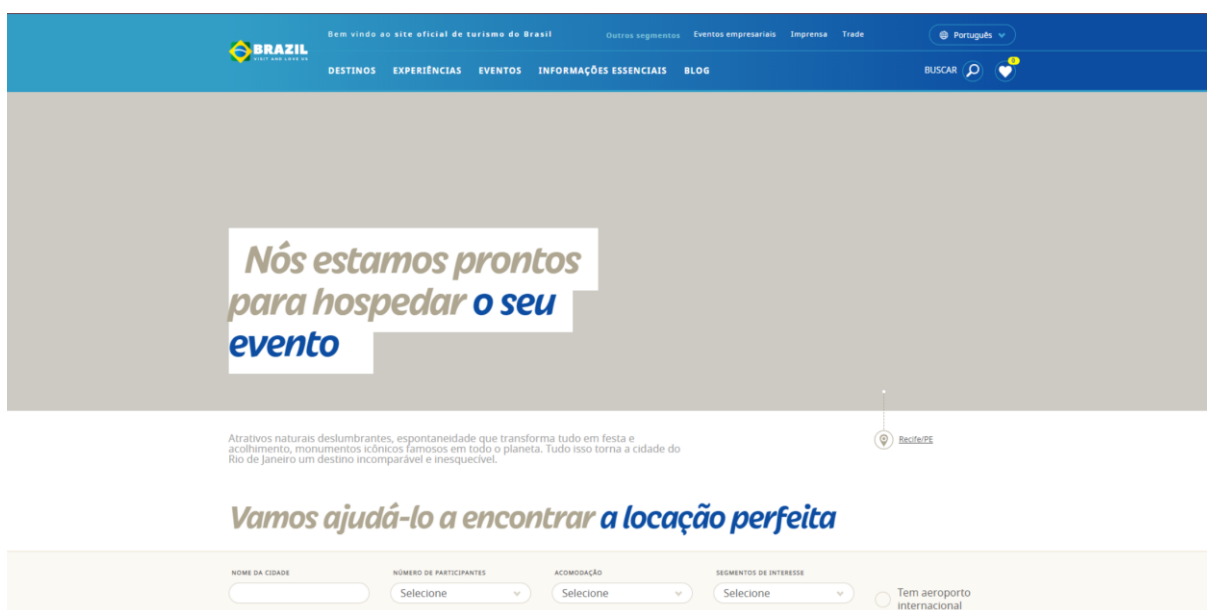 Bem vindo ao site oficial de turismo do Brasil
Outros segmentos Eventos empresariais Imprensa Trade
Português
BRAZIL
VISIT AND LOVE US
DESTINOS EXPERIÊNCIAS EVENTOS INFORMAÇÕES ESSENCIAIS BLOG
BUSCAR
0
Nós estamos prontos
para hospedar o seu
evento
Atrativos naturais deslumbrantes, espontaneidade que transforma tudo em festa e
acolhimento, monumentos icônicos famosos em todo o planeta. Tudo isso torna a cidade do
Rio de Janeiro um destino incomparável e inesquecível.
Recife/PE
Vamos ajudá-lo a encontrar a locação perfeita
NOME DA CIDADE
NÚMERO DE PARTICIPANTES
Selecione
ACOMODAÇÃO
Selecione
SEGMENTOS DE INTERESSE
Selecione
Tem aeroporto
internacional